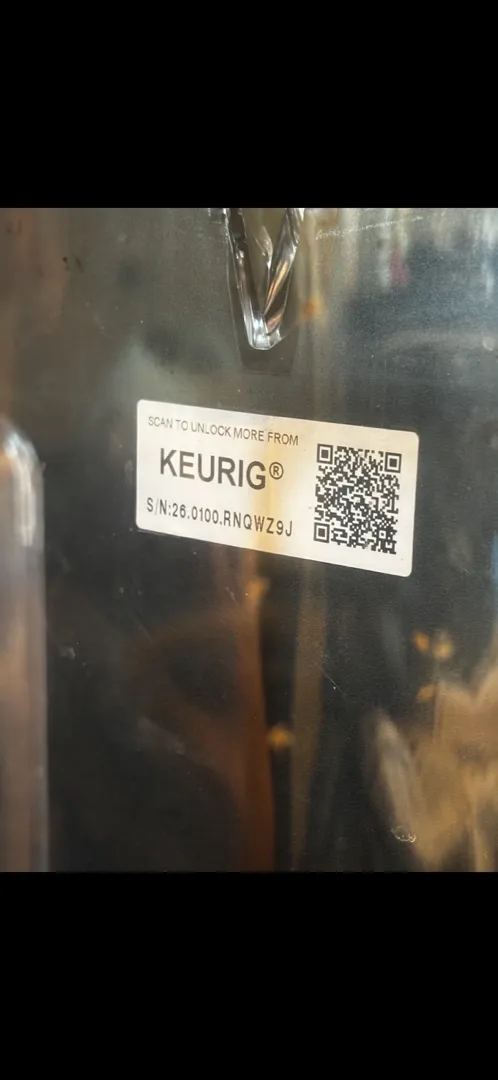 SCAN TO UNLOCK MORE FROM
KEURIG®
S/N:26.0100.RNQWZ9J